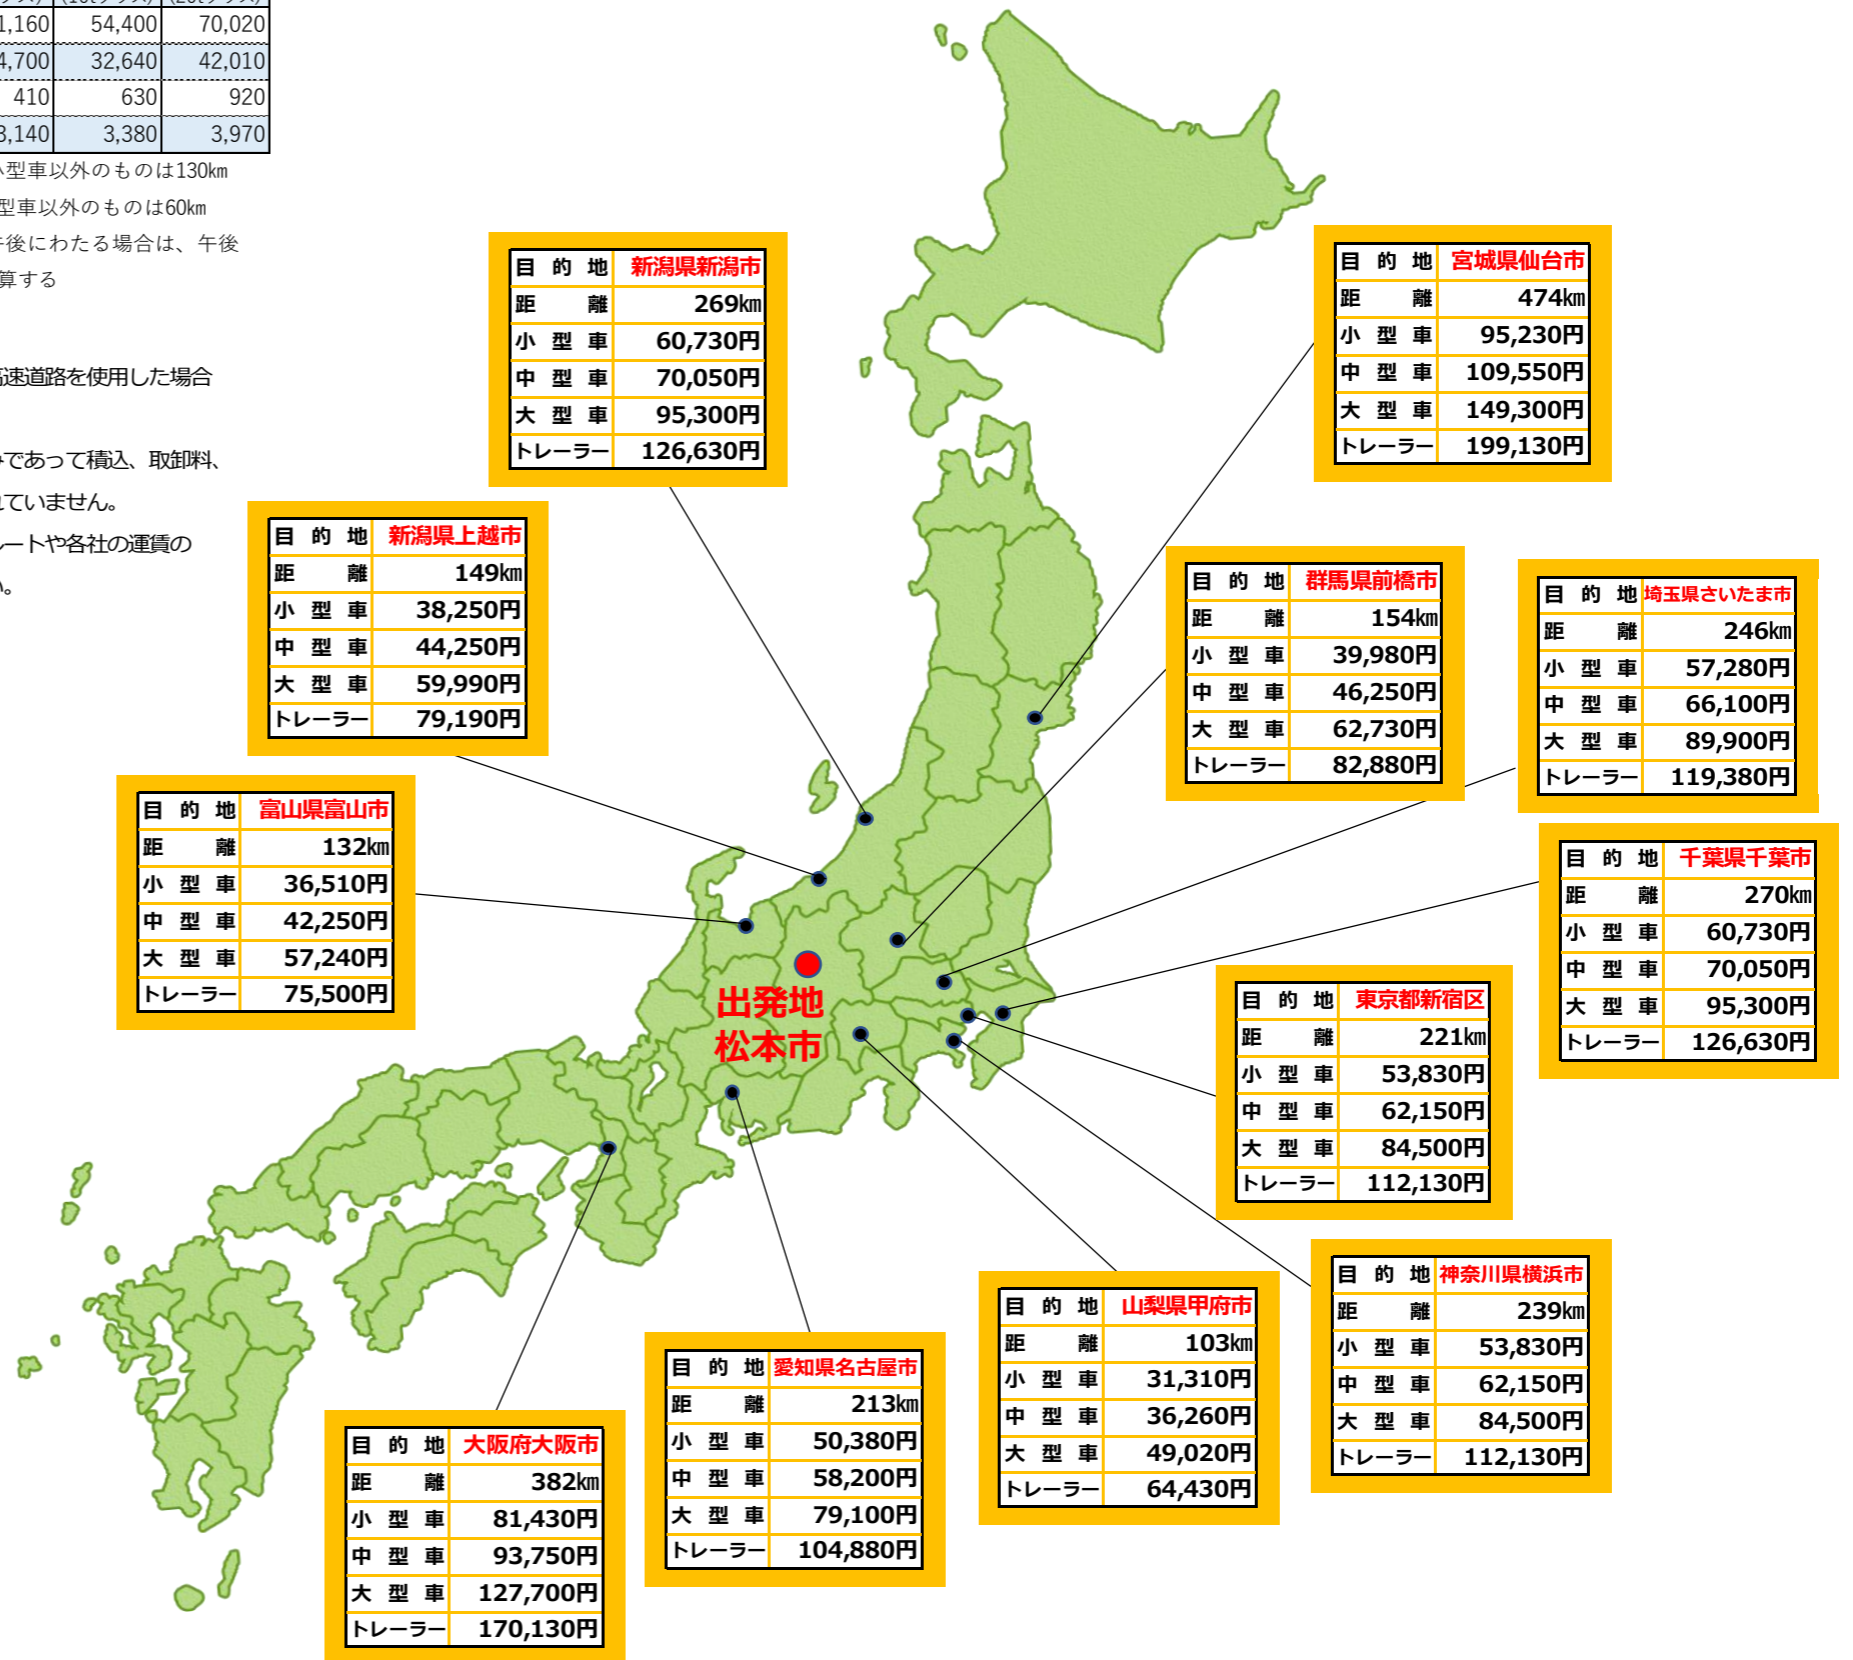 1,160 54,400 70,020
4,700 32,640 42,010
410 630 920
3,140 3,380 3,970
型車以外のものは130㎞
型車以外のものは60㎞
午後にわたる場合は、午後
算する
高速道路を使用した場合
であって積込、取卸料、
れていません。
ルートや各社の運賃の
い。
目的地 新潟県新潟市
距離 269㎞
小型車 60,730円
中型車 70,050円
大型車 95,300円
トレーラー 126,630円
目的地 宮城県仙台市
距離 474㎞
小型車 95,230円
中型車 109,550円
大型車 149,300円
トレーラー 199,130円
目的地 新潟県上越市
距離 149㎞
小型車 38,250円
中型車 44,250円
大型車 59,990円
トレーラー 79,190円
目的地 群馬県前橋市
距離 154㎞
小型車 39,980円
中型車 46,250円
大型車 62,730円
トレーラー 82,880円
目的地 埼玉県さいたま市
距離 246㎞
小型車 57,280円
中型車 66,100円
大型車 89,900円
トレーラー 119,380円
目的地 富山県富山市
距離 132㎞
小型車 36,510円
中型車 42,250円
大型車 57,240円
トレーラー 75,500円
目的地 千葉県千葉市
距離 270㎞
小型車 60,730円
中型車 70,050円
大型車 95,300円
トレーラー 126,630円
出発地
松本市
目的地 東京都新宿区
距離 221㎞
小型車 53,830円
中型車 62,150円
大型車 84,500円
トレーラー 112,130円
目的地 神奈川県横浜市
距離 239㎞
小型車 53,830円
中型車 62,150円
大型車 84,500円
トレーラー 112,130円
目的地 山梨県甲府市
距離 103㎞
小型車 31,310円
中型車 36,260円
大型車 49,020円
トレーラー 64,430円
目的地 愛知県名古屋市
距離 213㎞
小型車 50,380円
中型車 58,200円
大型車 79,100円
トレーラー 104,880円
目的地 大阪府大阪市
距離 382㎞
小型車 81,430円
中型車 93,750円
大型車 127,700円
トレーラー 170,130円